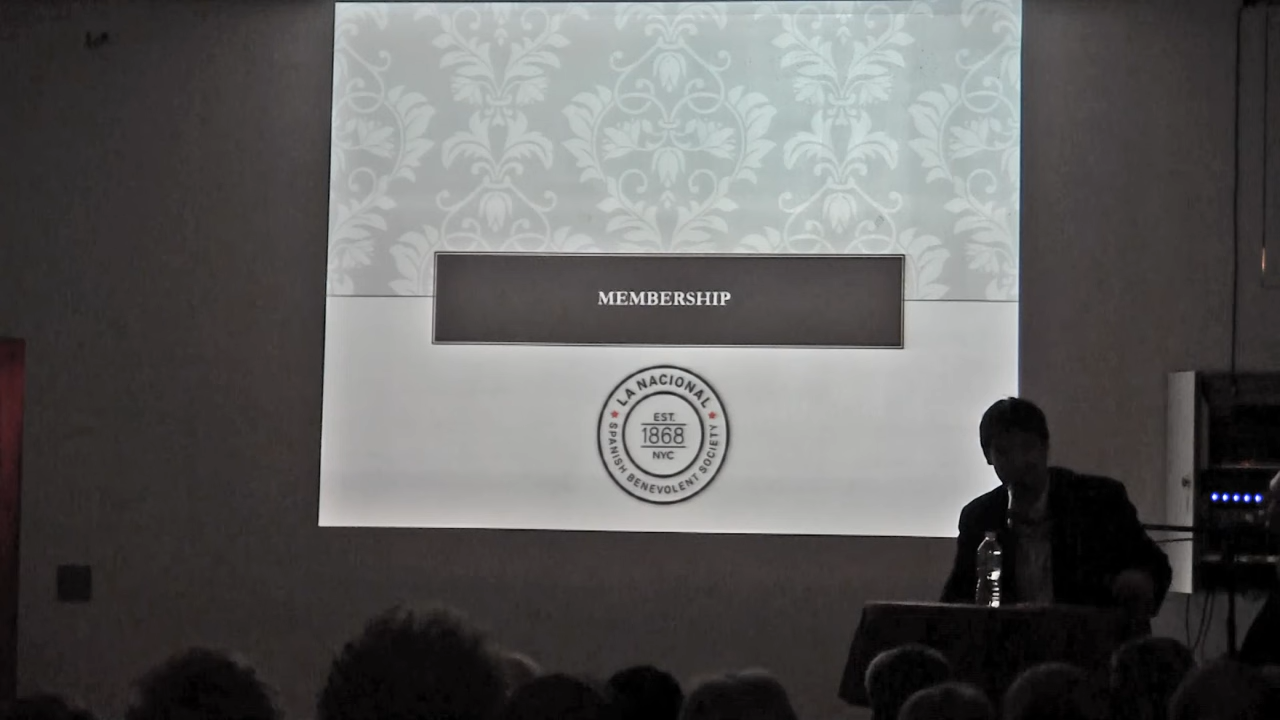 MEMBERSHIP
LA NACIONAL
EST.
1868
NYC
SPANISH BENEVOLENT SOCIETY